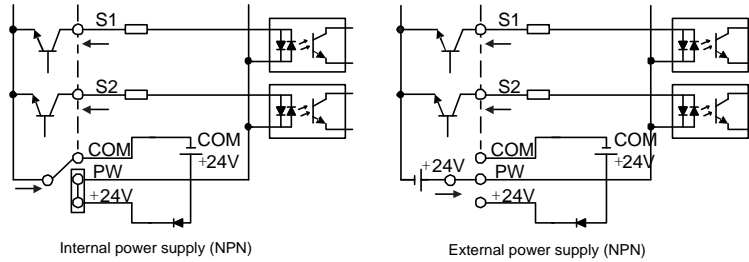 S1
S2
COM
COM
+24V
PW
+24V
Internal power supply (NPN)
S1
S2
COM
COM
+24V
+24V
PW
+24V
External power supply (NPN)